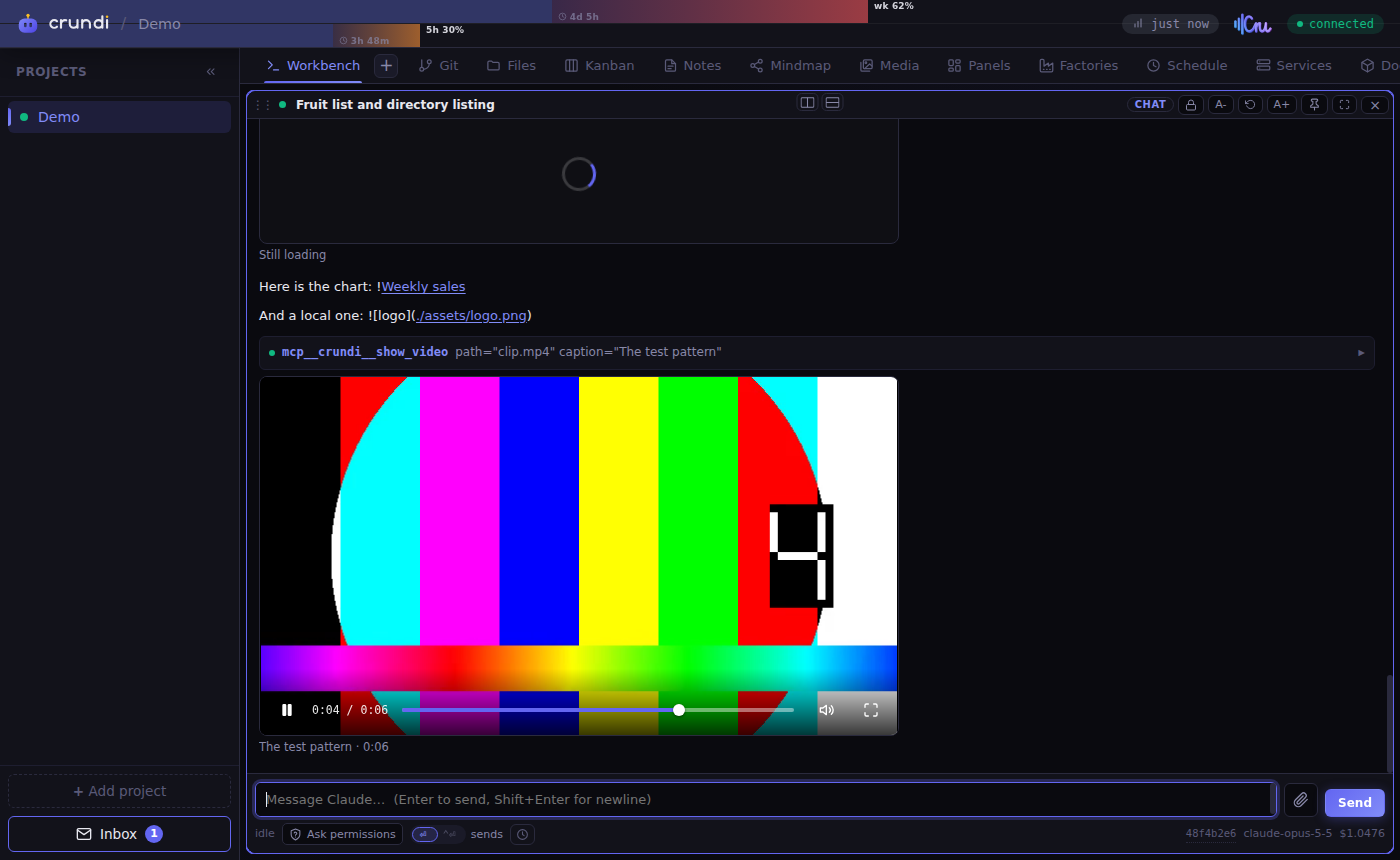 crundi / Demo
4d 5h
wk 62%
3h 48m
5h 30%
just now
Cru
connected
PROJECTS
Demo
Workbench
Git
Files
Kanban
Notes
Mindmap
Media
Panels
Factories
Schedule
Services
Do
Fruit list and directory listing
CHAT
A-
A+
Still loading
Here is the chart: !Weekly sales
And a local one: ![logo](./assets/logo.png)
mcp__crundi__show_video path="clip.mp4" caption="The test pattern"
4
0:04 / 0:06
The test pattern · 0:06
+ Add project
Inbox 1
Message Claude... (Enter to send, Shift+Enter for newline)
Send
idle
Ask permissions
sends
48f4b2e6 claude-opus-5-5 $1.0476